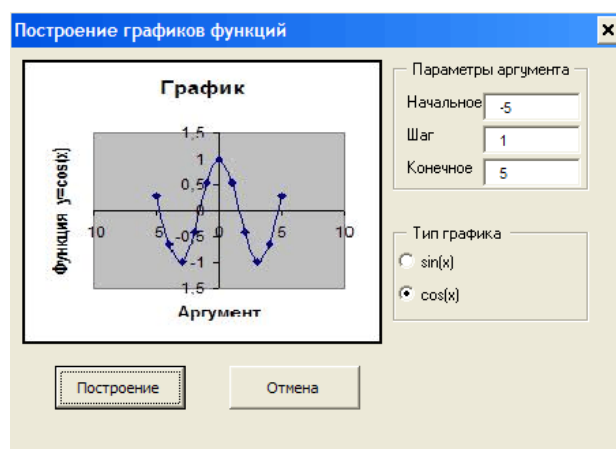 Построение графиков функций
График
Функция y=cos(x)
1,5
1
0,5
0
-0,5
-1
1,5
10
5
0
5
10
Аргумент
Параметры аргумента
Начальное -5
Шаг 1
Конечное 5
Тип графика
sin(x)
cos(x)
Построение
Отмена